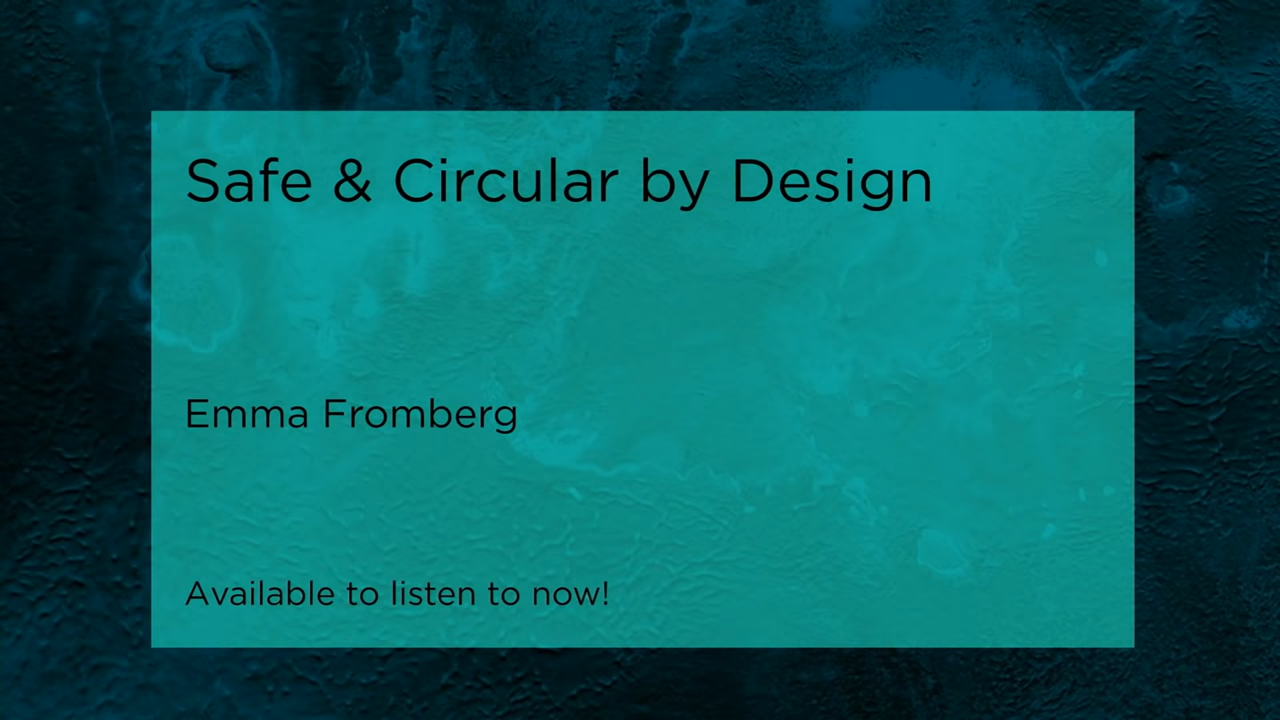 Safe & Circular by Design
Emma Fromberg
Available to listen to now!